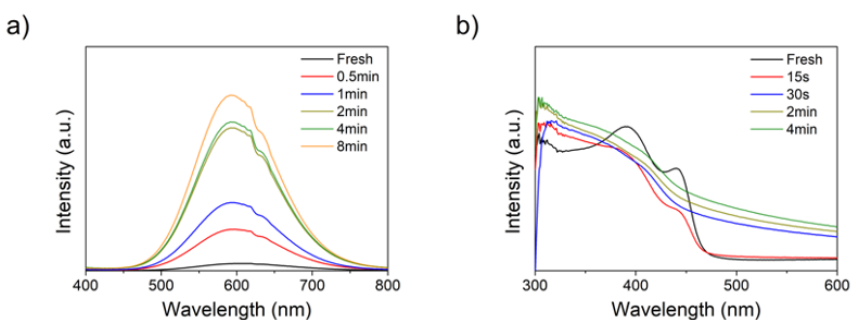 a)
Intensity (a.u.)
Fresh
0.5min
1min
2min
4min
8min
400 500 600 700 800
Wavelength (nm)
b)
Intensity (a.u.)
Fresh
15s
30s
2min
4min
300 400 500 600
Wavelength (nm)